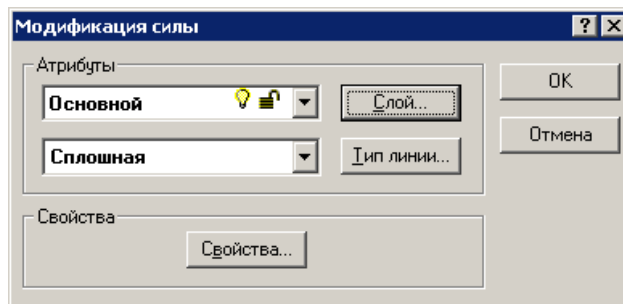 Модификация силы
Атрибуты
Основной
Слой...
OK
Сплошная
Тип линии...
Отмена
Свойства
Свойства...